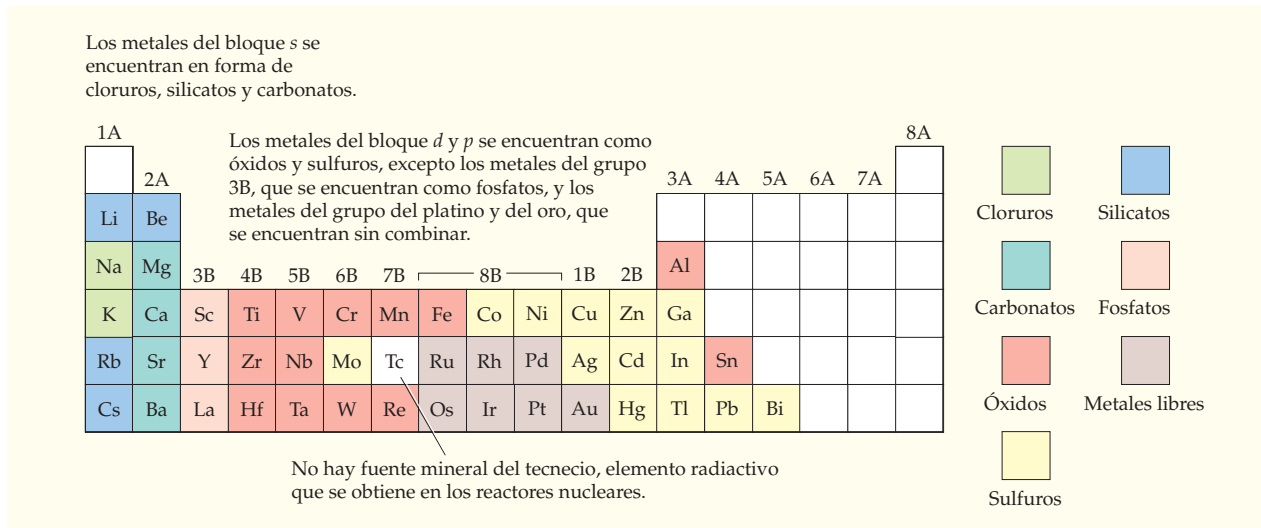 Los metales del bloque s se
encuentran en forma de
cloruros, silicatos y carbonatos.
1A
8A
Los metales del bloque d y p se encuentran como
óxidos y sulfuros, excepto los metales del grupo
3B, que se encuentran como fosfatos, y los
metales del grupo del platino y del oro, que
se encuentran sin combinar.
2A
3A 4A 5A 6A 7A
Li Be
Na Mg 3B 4B 5B 6B 7B 8B 1B 2B Al
K Ca Sc Ti V Cr Mn Fe Co Ni Cu Zn Ga
Rb Sr Y Zr Nb Mo Tc Ru Rh Pd Ag Cd In Sn
Cs Ba La Hf Ta W Re Os Ir Pt Au Hg Tl Pb Bi
No hay fuente mineral del tecnecio, elemento radiactivo
que se obtiene en los reactores nucleares.
Cloruros Silicatos
Carbonatos Fosfatos
Óxidos Metales libres
Sulfuros